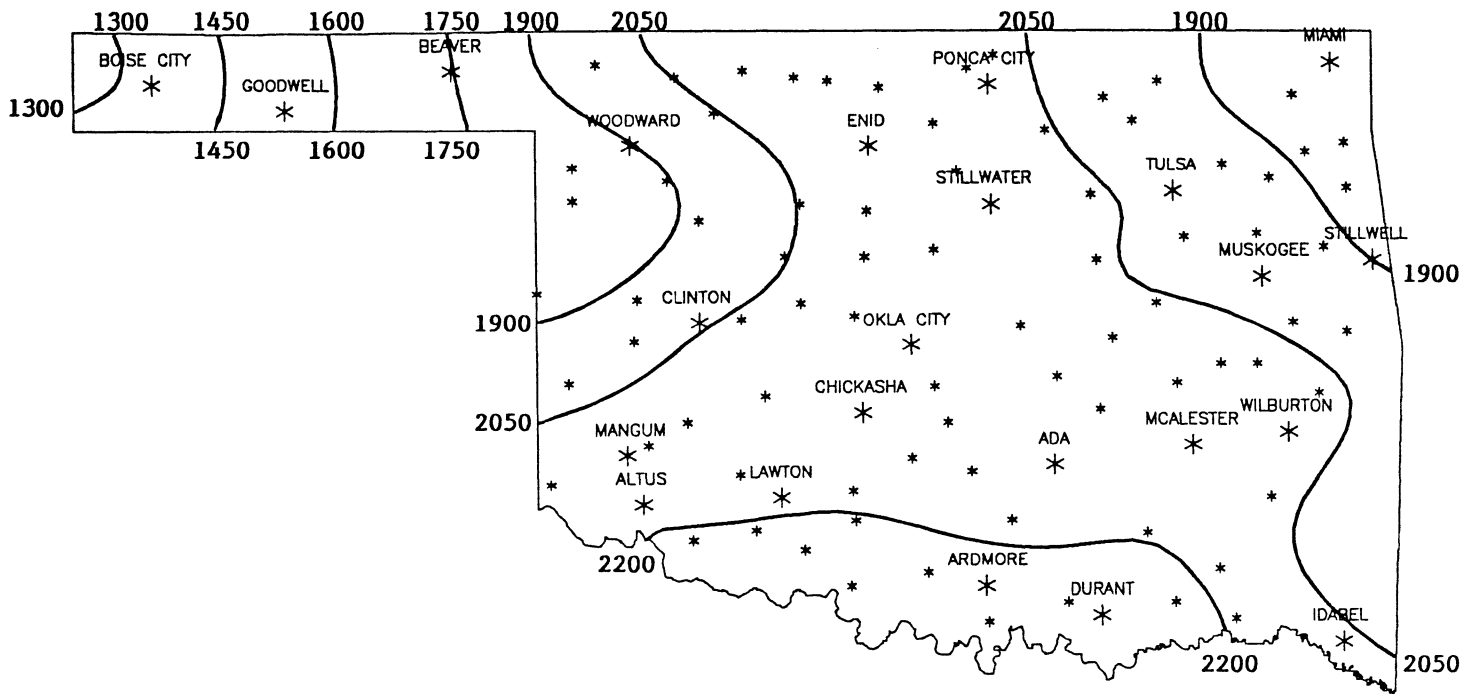 1300 1450 1600 1750 1900 2050 2050 1900
BOISE CITY
GOODWELL
BEAVER
PONCA CITY
MIAMI
1300
1450 1600 1750
WOODWARD
ENID
STILLWATER
TULSA
MUSKOGEE
STILLWELL
1900
CLINTON
1900
OKLA CITY
CHICKASHA
2050
MANGUM
ADA
MCALESTER
WILBURTON
ALTUS
LAWTON
2200
ARDMORE
DURANT
IDABEL
2200
2050